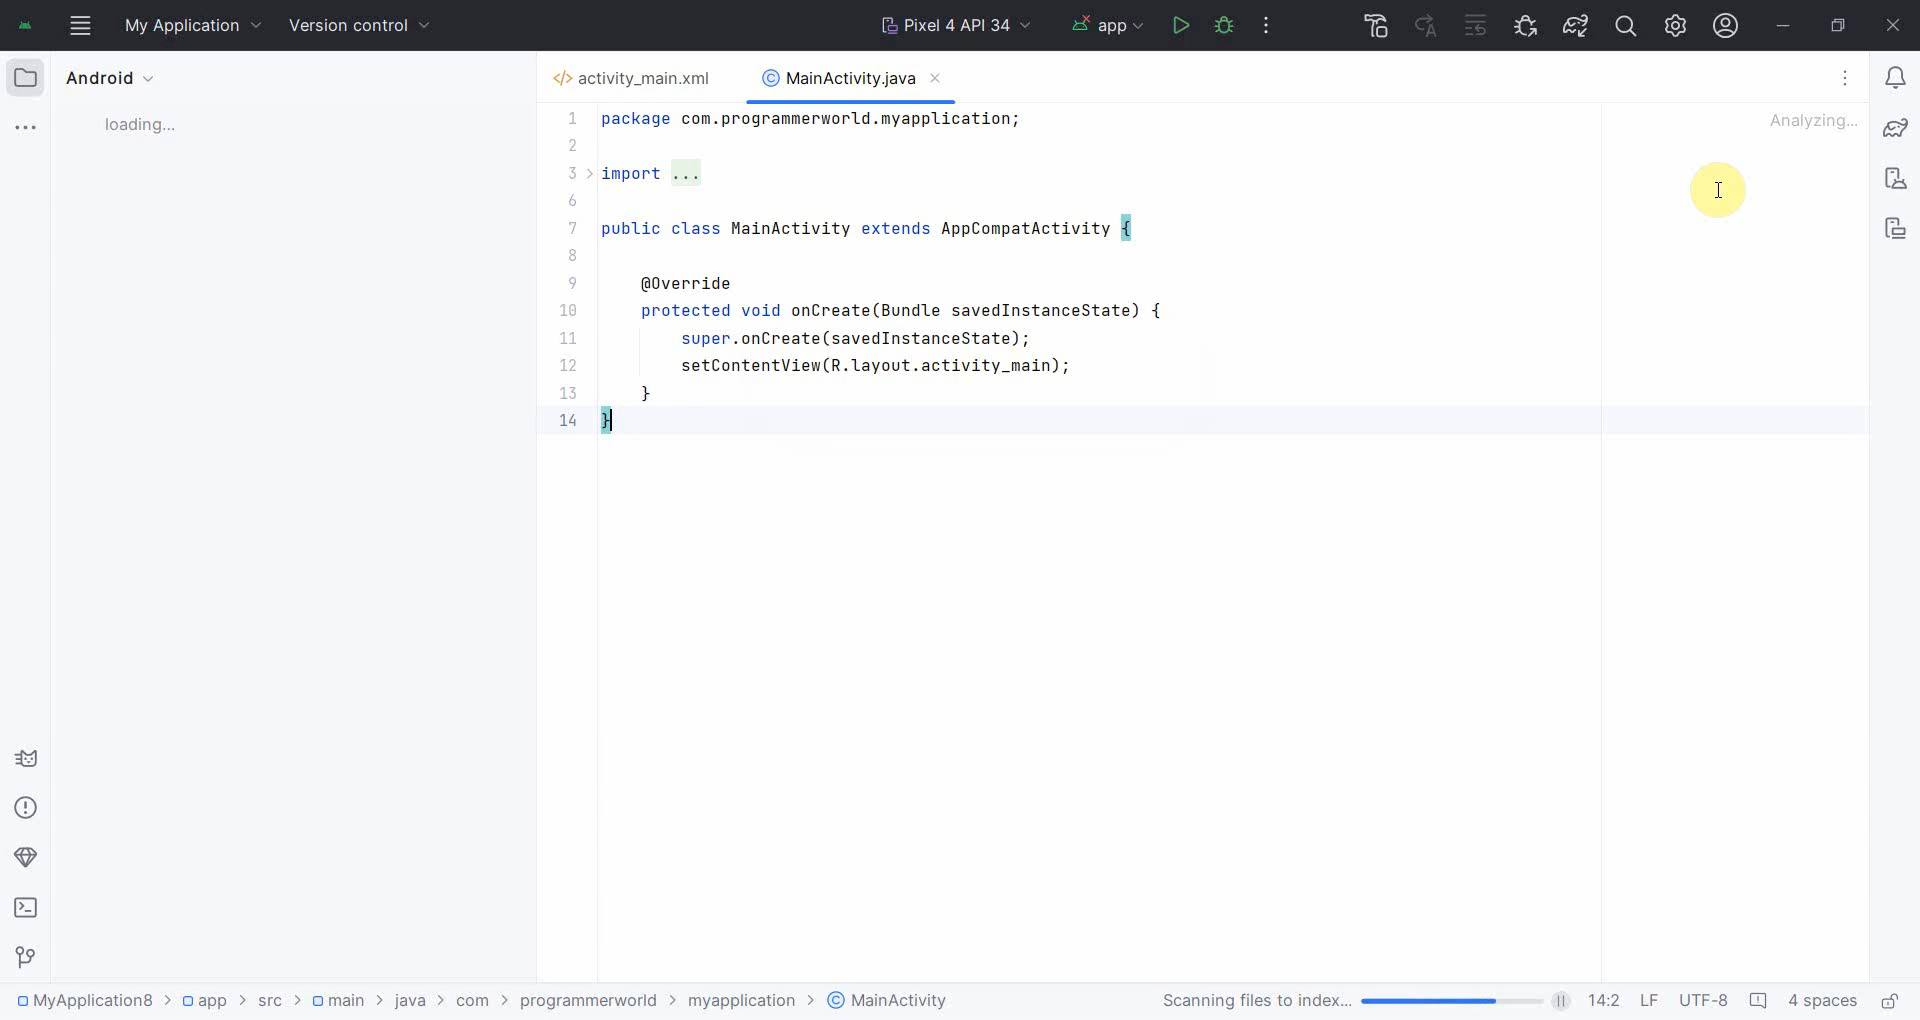 My Application Version control Pixel 4 API 34 app
Android
loading...
activity_main.xml MainActivity.java
Analyzing...
1 package com.programmerworld.myapplication;
2
3 import ...
6
7 public class MainActivity extends AppCompatActivity {
8
9 @Override
10 protected void onCreate(Bundle savedInstanceState) {
11 super.onCreate(savedInstanceState);
12 setContentView(R.layout.activity_main);
13 }
14 }
MyApplication8 > app > src > main > java > com > programmerworld > myapplication > MainActivity Scanning files to index... 14:2 LF UTF-8 4 spaces